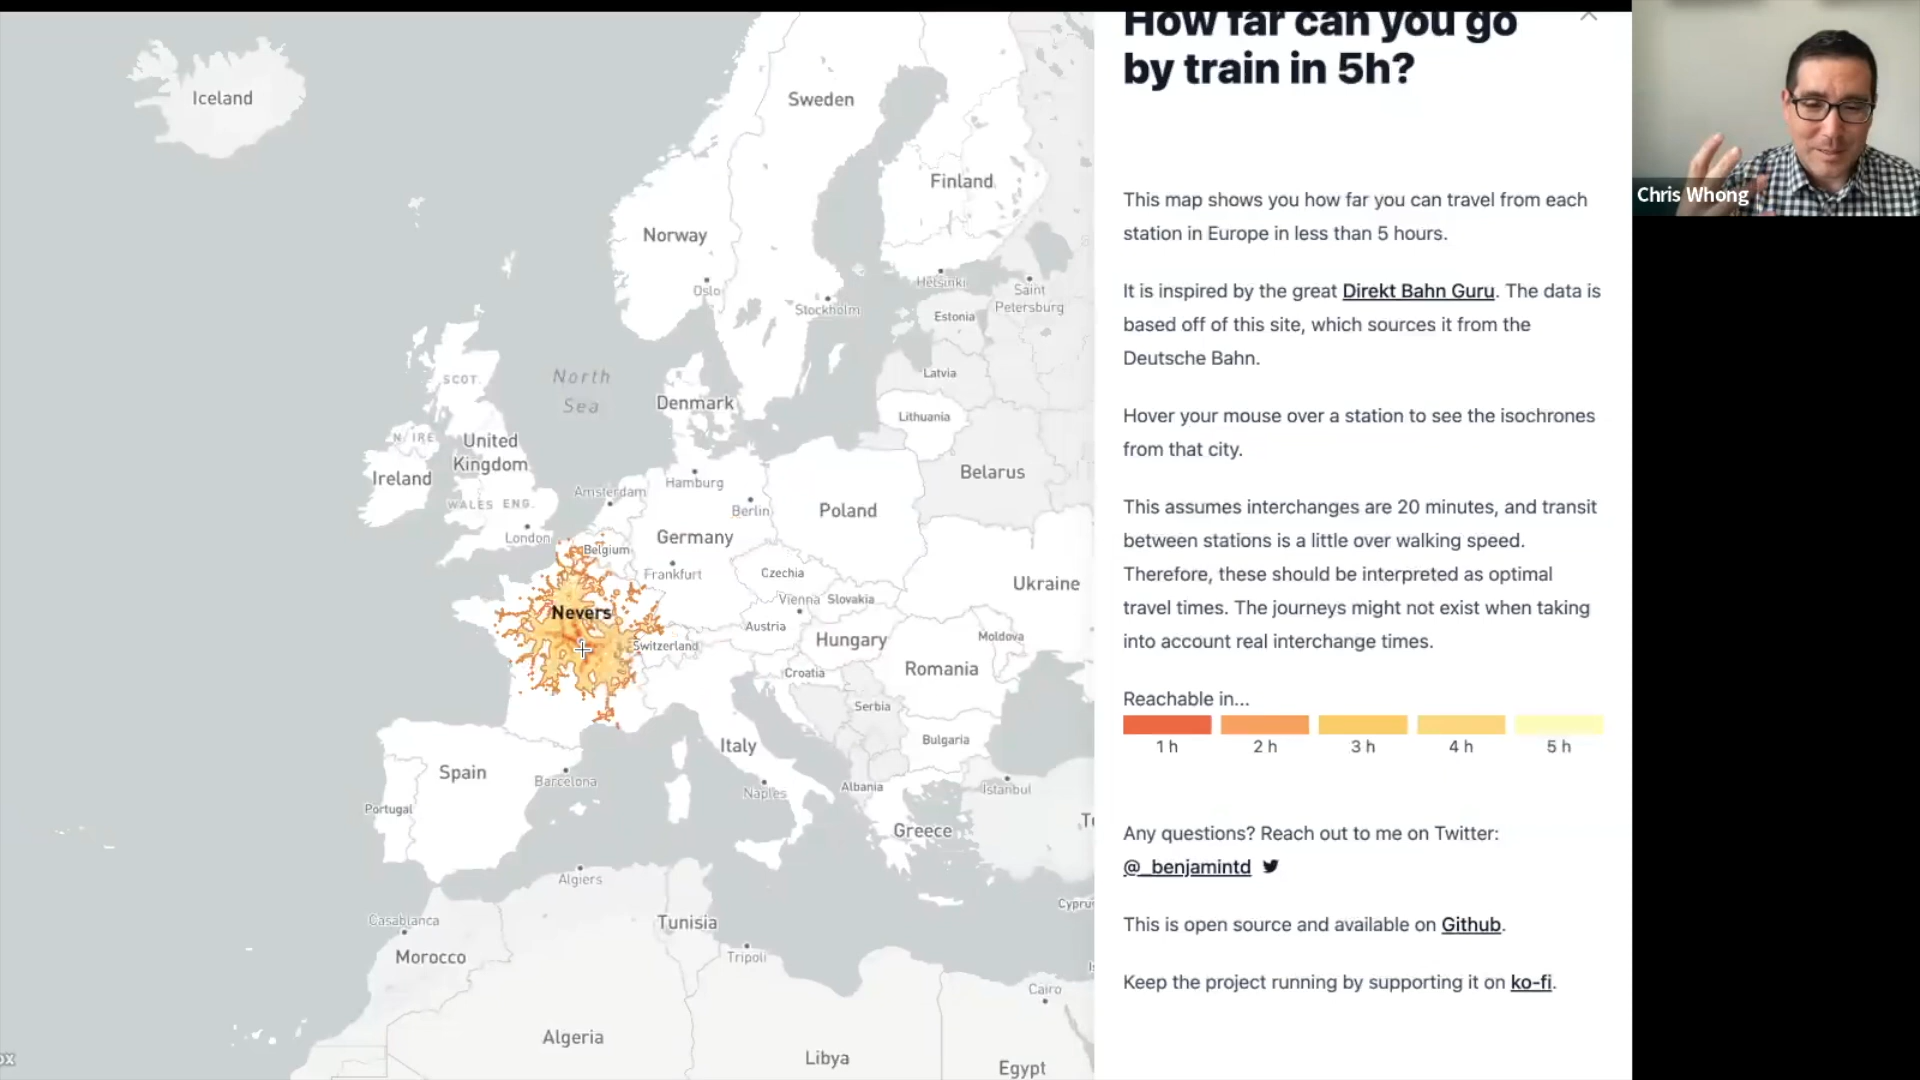 How far can you go
by train in 5h?
This map shows you how far you can travel from each
station in Europe in less than 5 hours.
It is inspired by the great Direkt Bahn Guru. The data is
based off of this site, which sources it from the
Deutsche Bahn.
Hover your mouse over a station to see the isochrones
from that city.
This assumes interchanges are 20 minutes, and transit
between stations is a little over walking speed.
Therefore, these should be interpreted as optimal
travel times. The journeys might not exist when taking
into account real interchange times.
Reachable in...
1 h 2 h 3 h 4 h 5 h
Any questions? Reach out to me on Twitter:
@_benjamintd
This is open source and available on Github.
Keep the project running by supporting it on ko-fi.
Chris Whong
Iceland
Sweden
Finland
Norway
Oslo
Helsinki
Saint
Petersburg
Stockholm
Estonia
North
Sea
SCOT.
Latvia
Denmark
Lithuania
N. IRE.
United
Kingdom
Ireland
Belarus
Hamburg
Amsterdam
WALES ENG.
Berlin
Poland
London
Germany
Belgium
Frankfurt
Czechia
Ukraine
Vienna
Slovakia
Nevers
Austria
Switzerland
Hungary
Moldova
Croatia
Romania
Serbia
Italy
Bulgaria
Spain
Barcelona
Naples
Albania
Istanbul
Portugal
Greece
Algiers
Casablanca
Tunisia
Morocco
Tripoli
Cairo
Algeria
Libya
Egypt